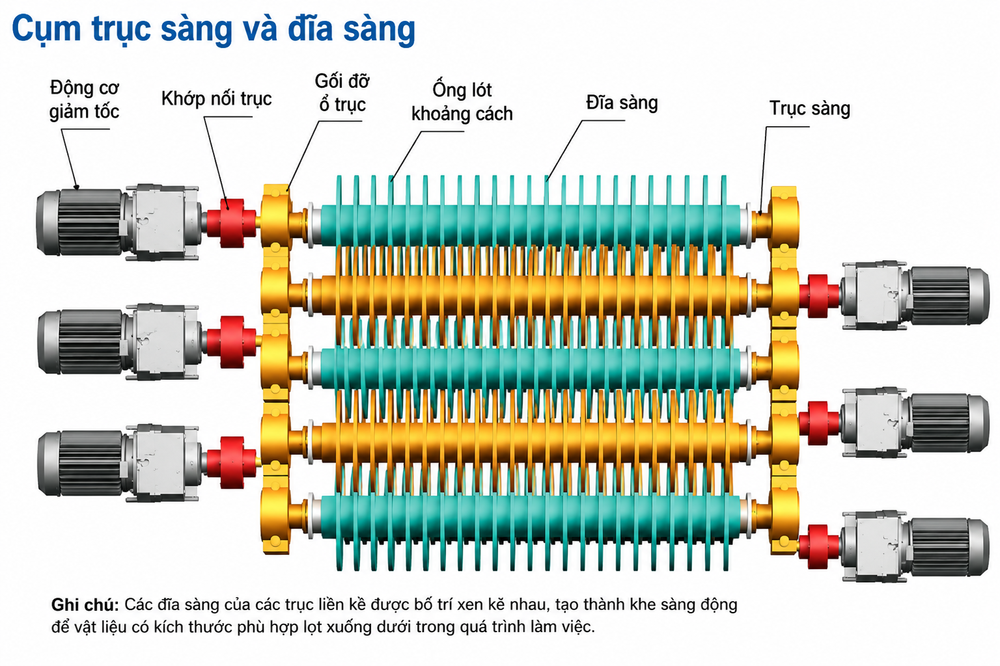 Cụm trục sàng và đĩa sàng
Động cơ
giảm tốc
Khớp nối trục
Gối đỡ
ổ trục
Ống lót
khoảng cách
Đĩa sàng
Trục sàng
Ghi chú: Các đĩa sàng của các trục liền kề được bố trí xen kẽ nhau, tạo thành khe sàng động
để vật liệu có kích thước phù hợp lọt xuống dưới trong quá trình làm việc.